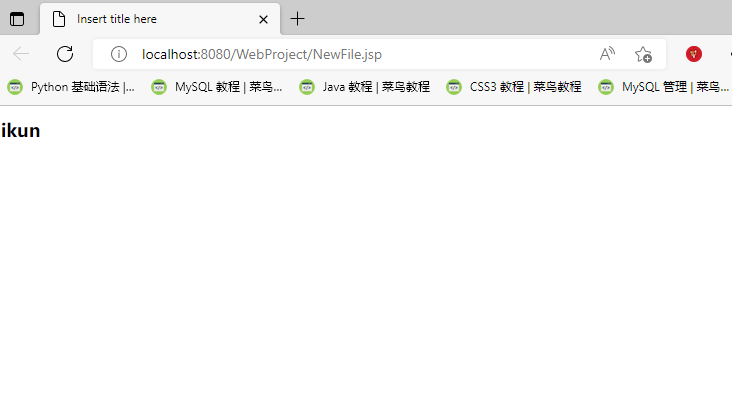 Insert title here
localhost:8080/WebProject/NewFile.jsp
Python 基础语法 |... MySQL 教程 | 菜鸟... Java 教程 | 菜鸟教程 CSS3 教程 | 菜鸟教程 MySQL 管理 | 菜鸟...
ikun